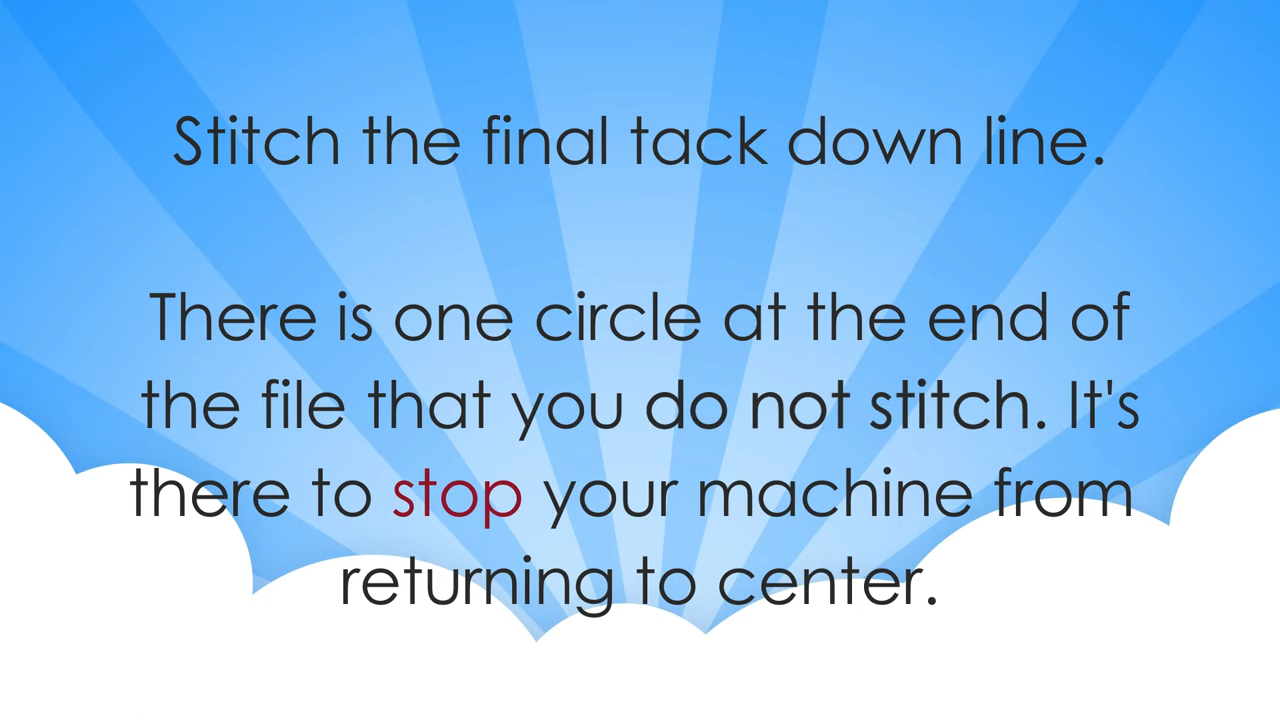 Stitch the final tack down line.
There is one circle at the end of
the file that you do not stitch. It's
there to stop your machine from
returning to center.